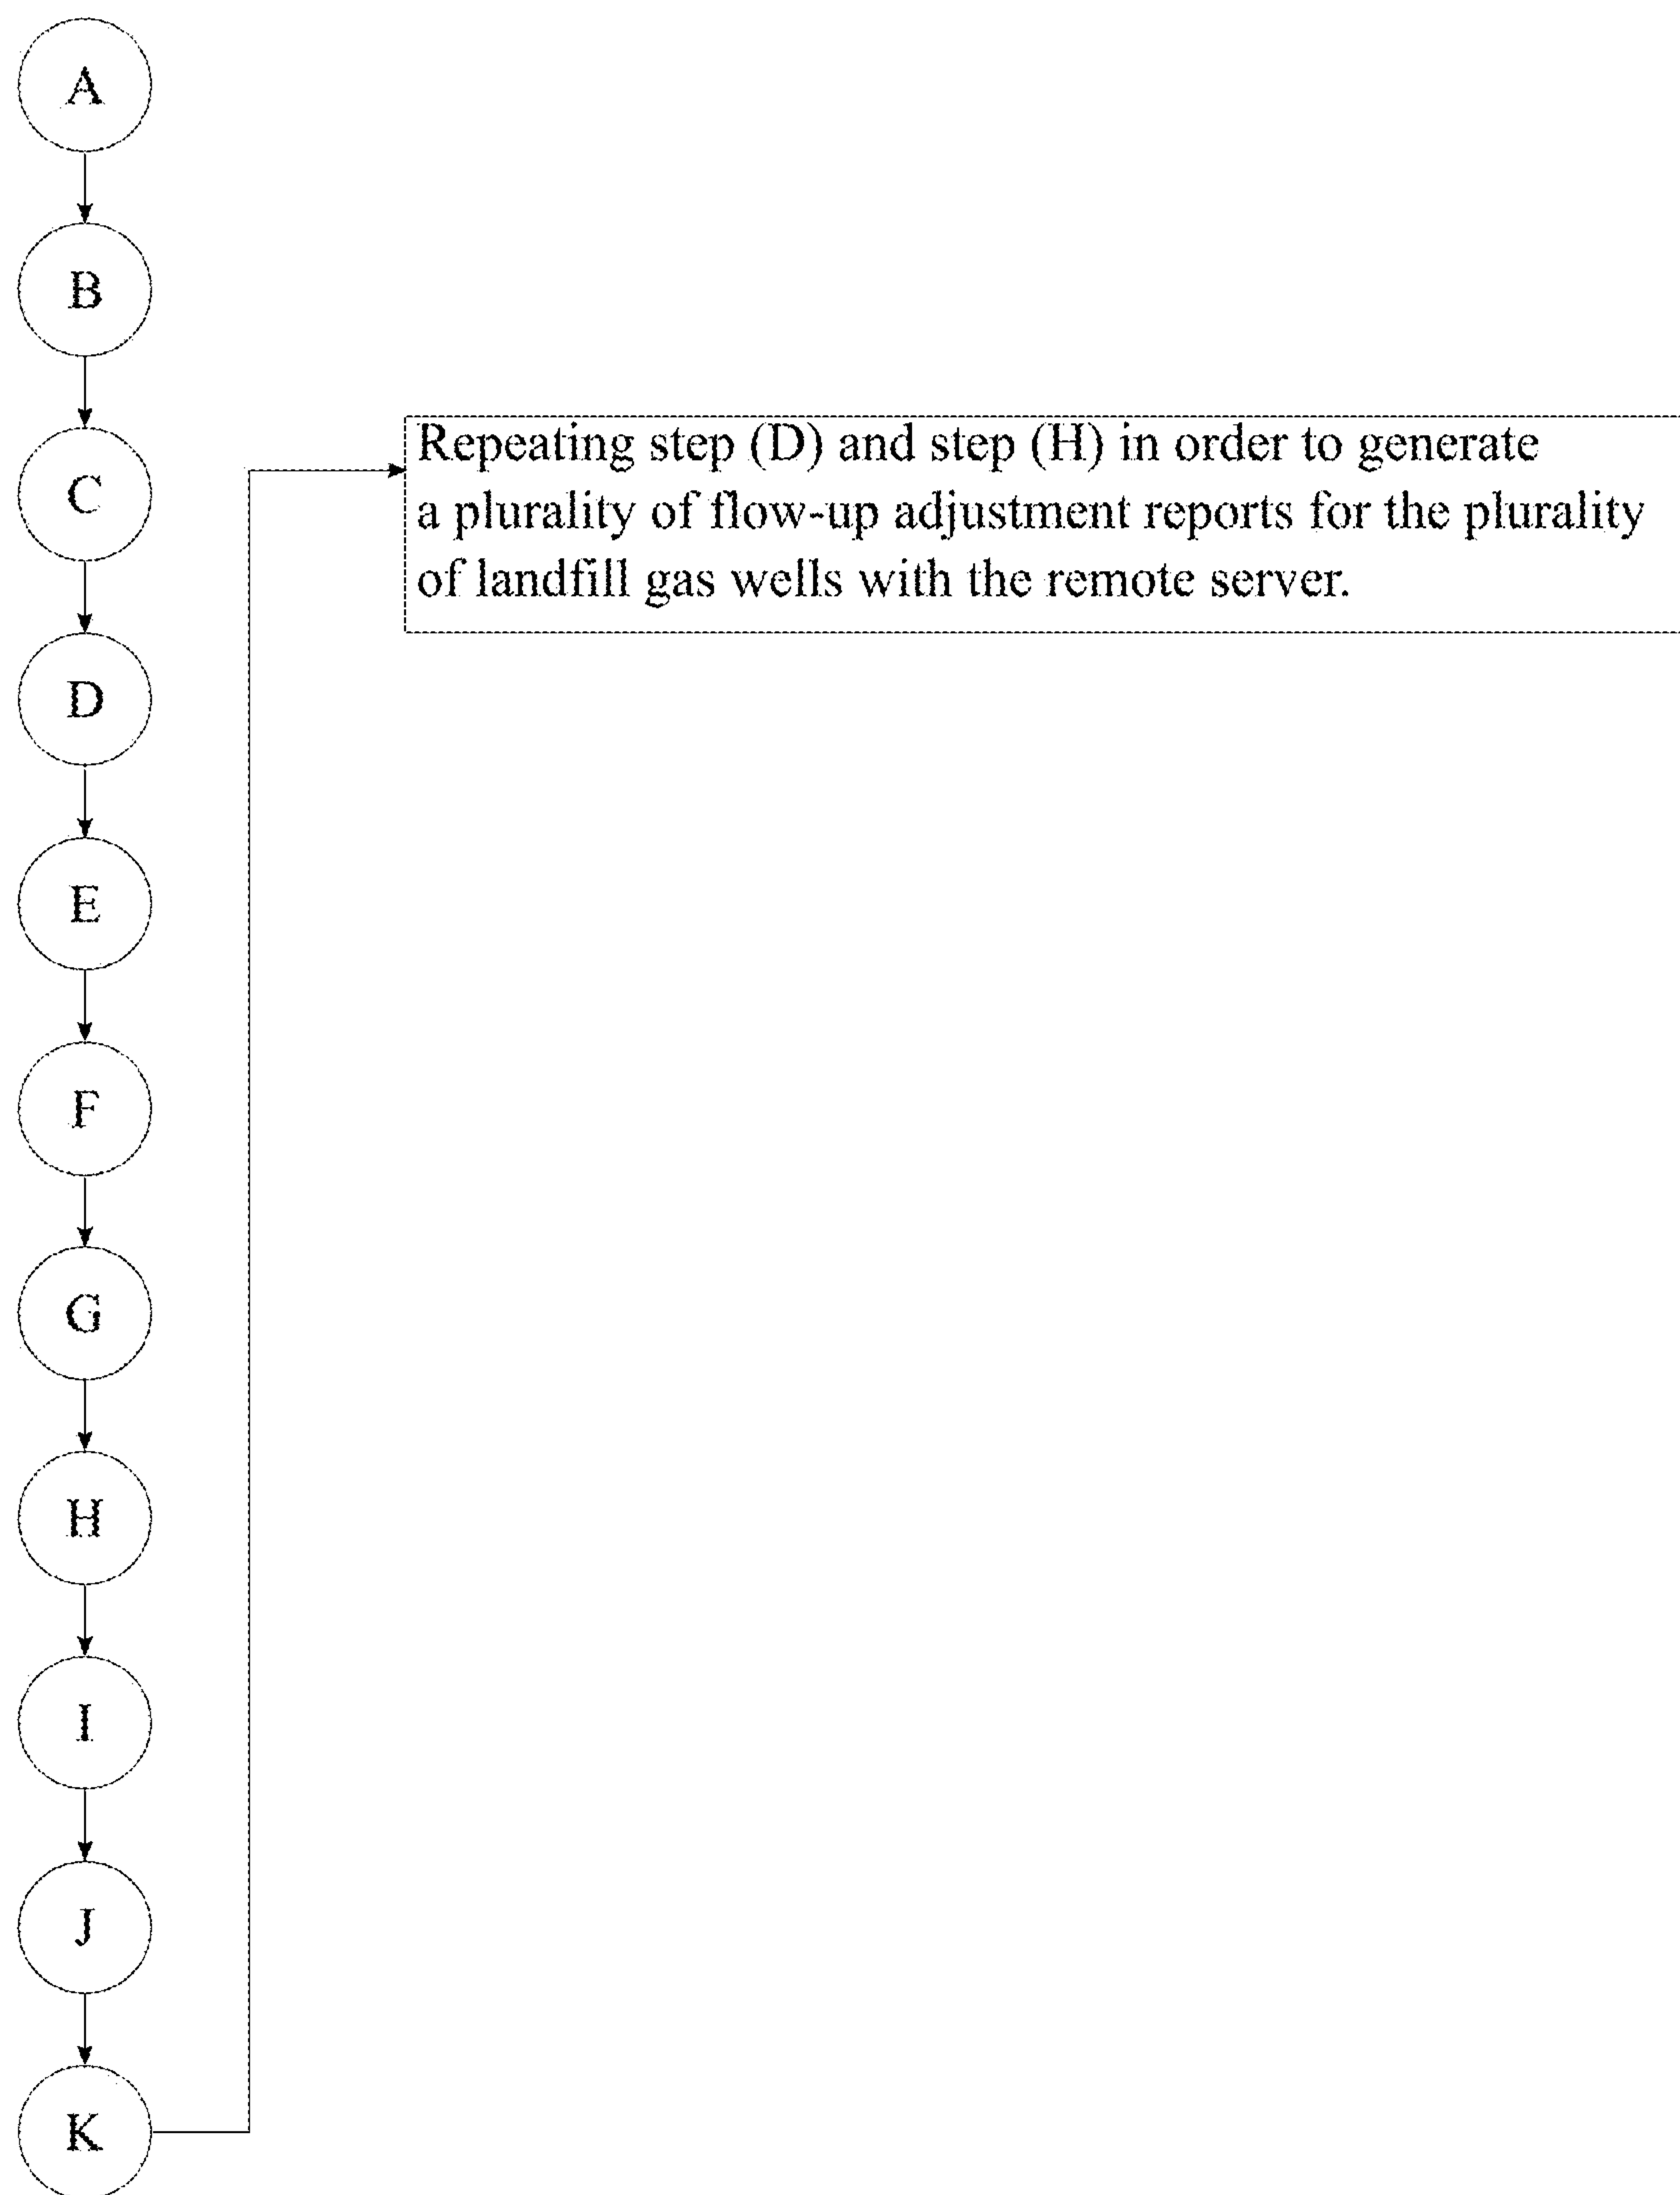 A
B
C
D
E
F
G
H
I
J
K
Repeating step (D) and step (H) in order to generate
a plurality of flow-up adjustment reports for the plurality
of landfill gas wells with the remote server.